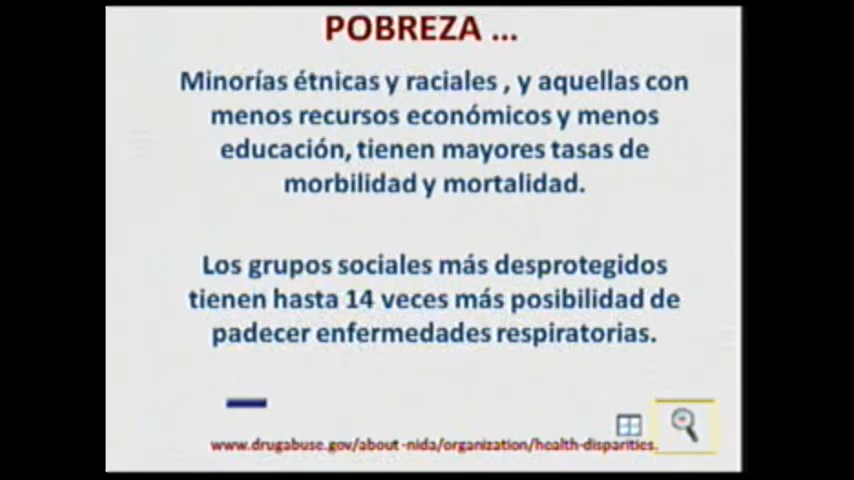 POBREZA ...
Minorías étnicas y raciales , y aquellas con
menos recursos económicos y menos
educación, tienen mayores tasas de
morbilidad y mortalidad.
Los grupos sociales más desprotegidos
tienen hasta 14 veces más posibilidad de
padecer enfermedades respiratorias.
www.drugabuse.gov/about -nida/organization/health-disparities.